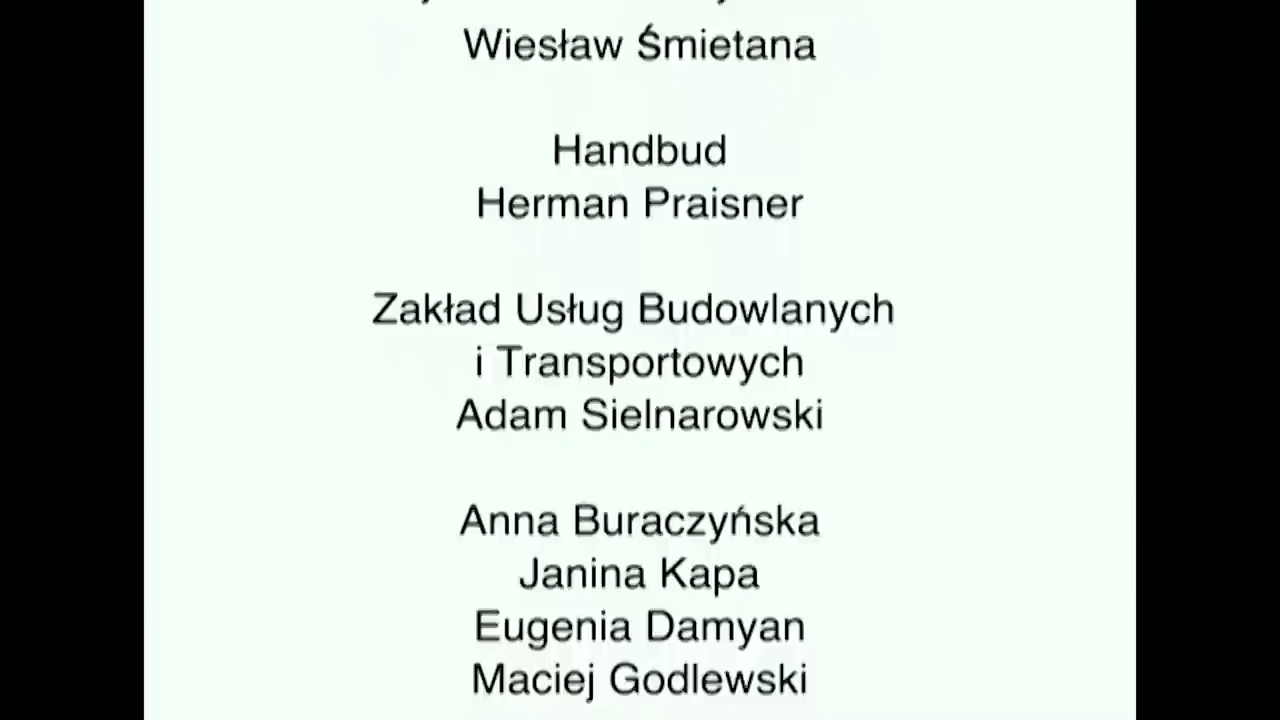 Wiesław Śmietana
Handbud
Herman Praisner
Zakład Usług Budowlanych
i Transportowych
Adam Sielnarowski
Anna Buraczyńska
Janina Kapa
Eugenia Damyan
Maciej Godlewski